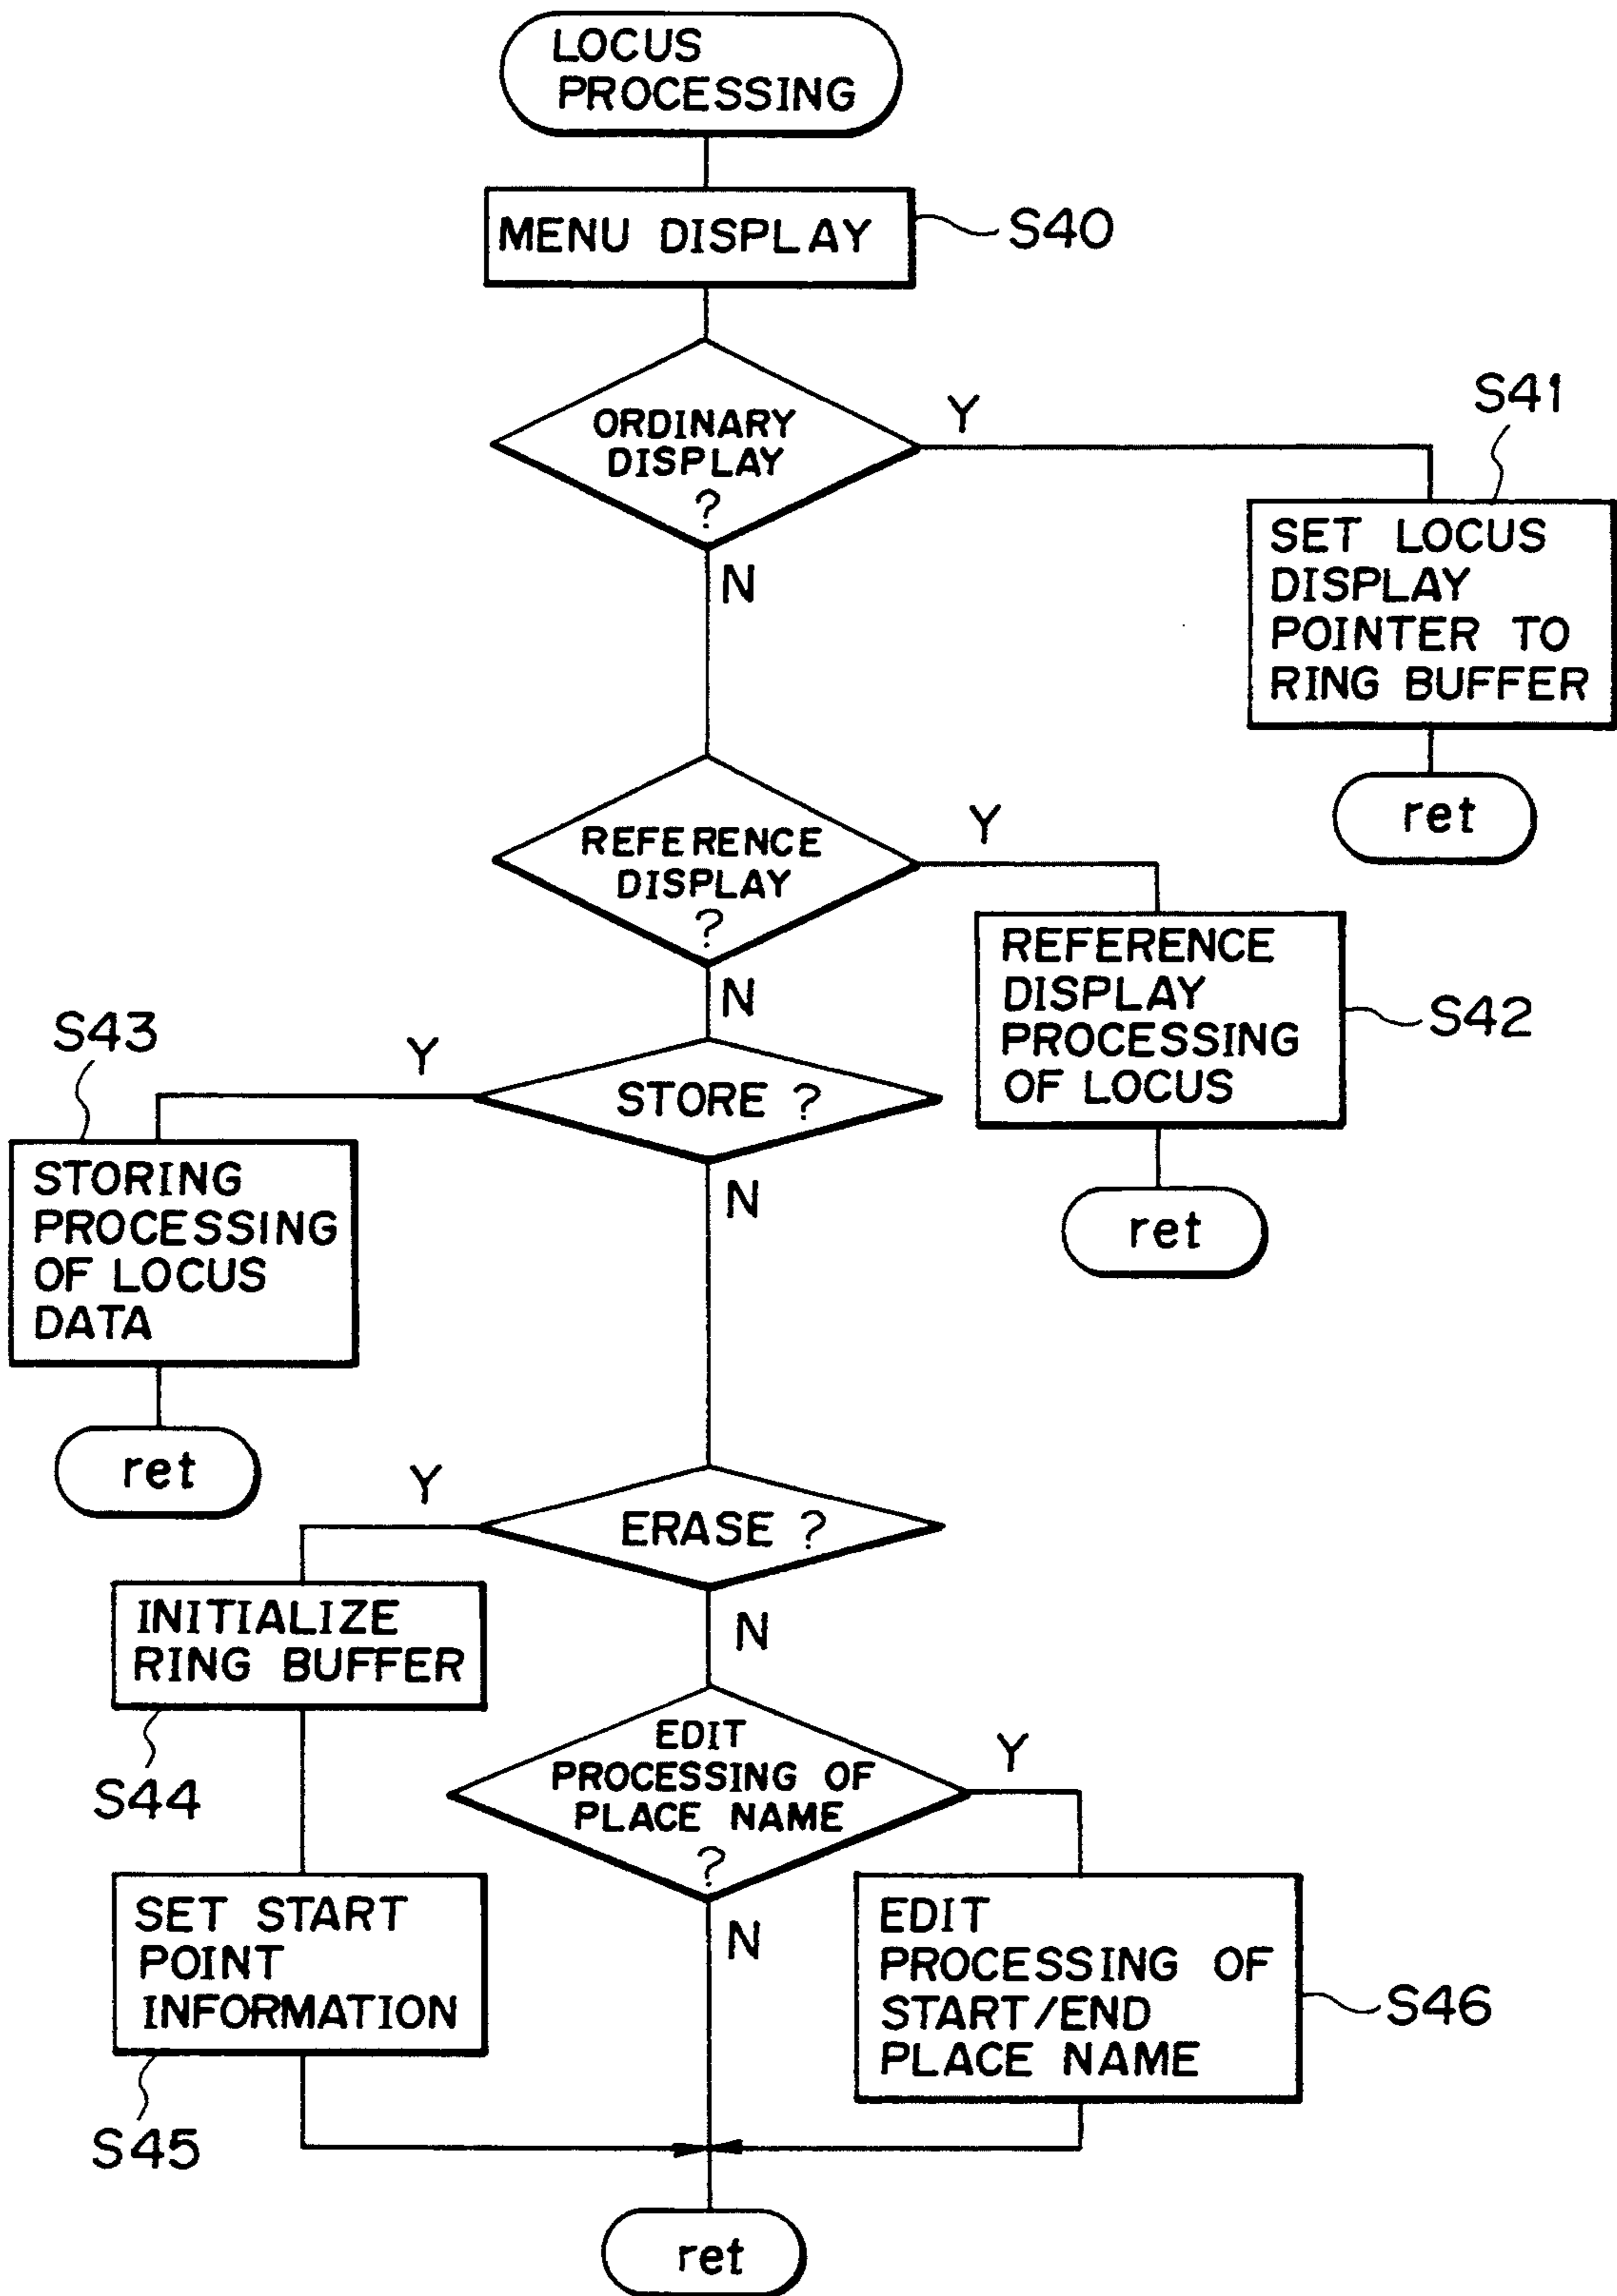 LOCUS
PROCESSING
MENU DISPLAY
S40
ORDINARY
DISPLAY
?
Y
N
S41
SET LOCUS
DISPLAY
POINTER TO
RING BUFFER
ret
REFERENCE
DISPLAY
?
Y
N
REFERENCE
DISPLAY
PROCESSING
OF LOCUS
S42
ret
STORE ?
Y
N
S43
STORING
PROCESSING
OF LOCUS
DATA
ret
ERASE ?
Y
N
INITIALIZE
RING BUFFER
S44
SET START
POINT
INFORMATION
S45
EDIT
PROCESSING OF
PLACE NAME
?
Y
N
EDIT
PROCESSING OF
START/END
PLACE NAME
S46
ret